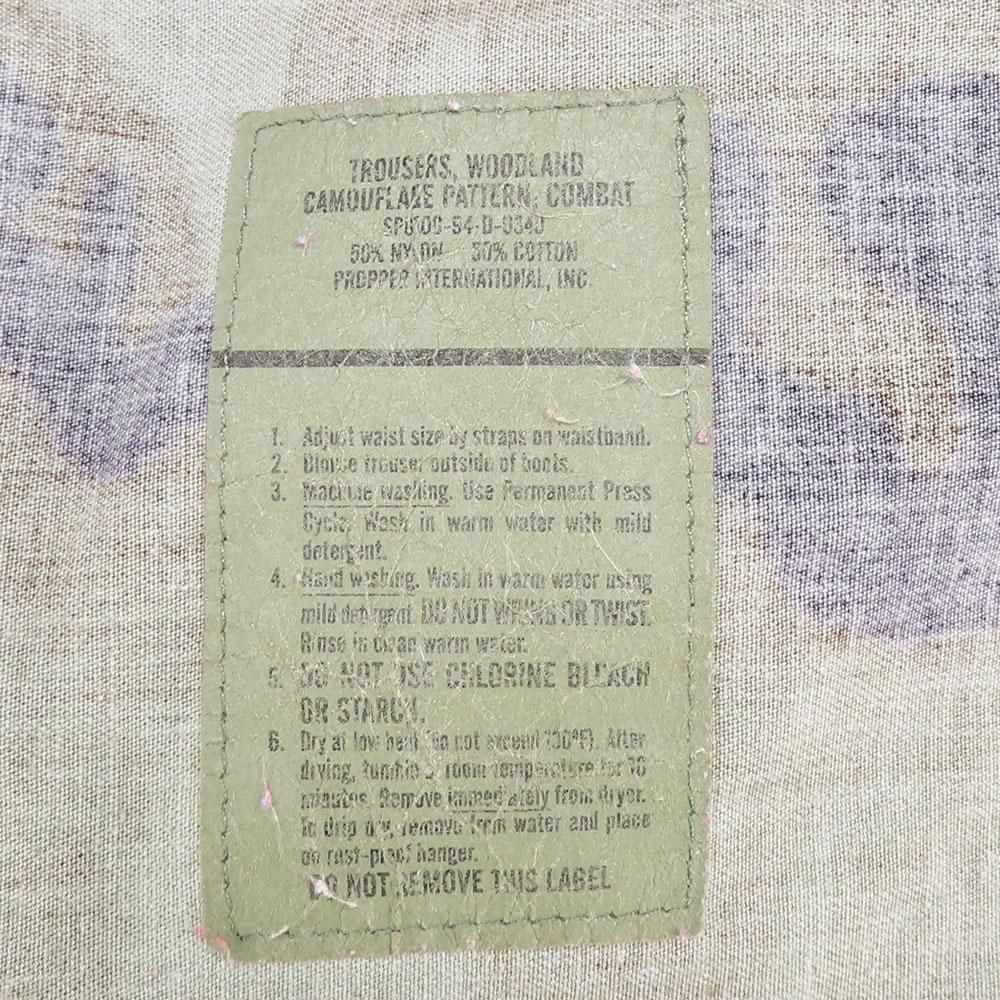 TROUSERS, WOODLAND
CAMOUFLAGE PATTERN, COMBAT
50% NYLON 50% COTTON
PROPPER INTERNATIONAL, INC.
1. Adjust waist size by straps on waistband.
2. Blouse trouser outside of boots.
3. Machine washing. Use Permanent Press
Cycle. Wash in warm water with mild
detergent.
4. Hand washing. Wash in warm water using
mild detergent. DO NOT WRING OR TWIST.
Rinse in clean warm water.
5. DO NOT USE CHLORINE BLEACH
OR STARCH.
6. Dry at low heat (do not exceed 130°F). After
drying, tumble at room temperature for 10
minutes. Remove immediately from dryer.
To drip dry, remove from water and place
on rust-proof hanger.
DO NOT REMOVE THIS LABEL